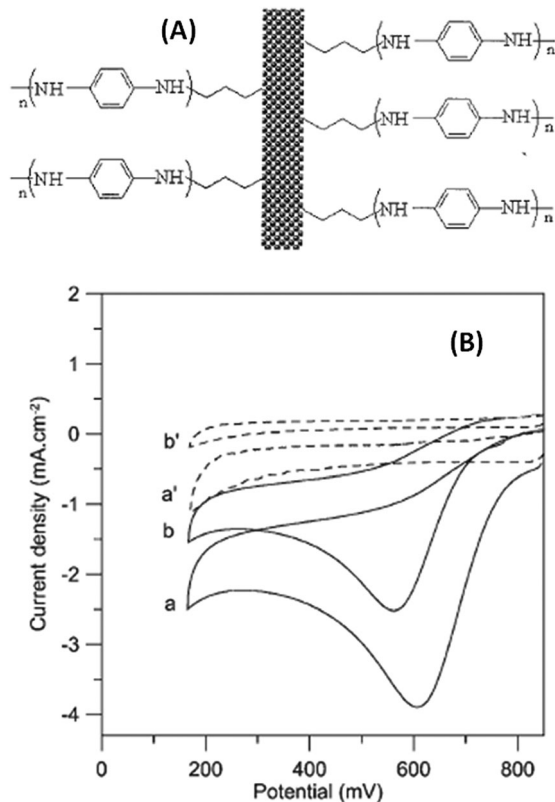 (A)
NH NH n
n NH NH
NH NH n
n NH NH
NH NH n
(B)
2
1
0
-1
-2
-3
-4
b'
a'
b
a
Current density (mA.cm-2)
0 200 400 600 800
Potential (mV)